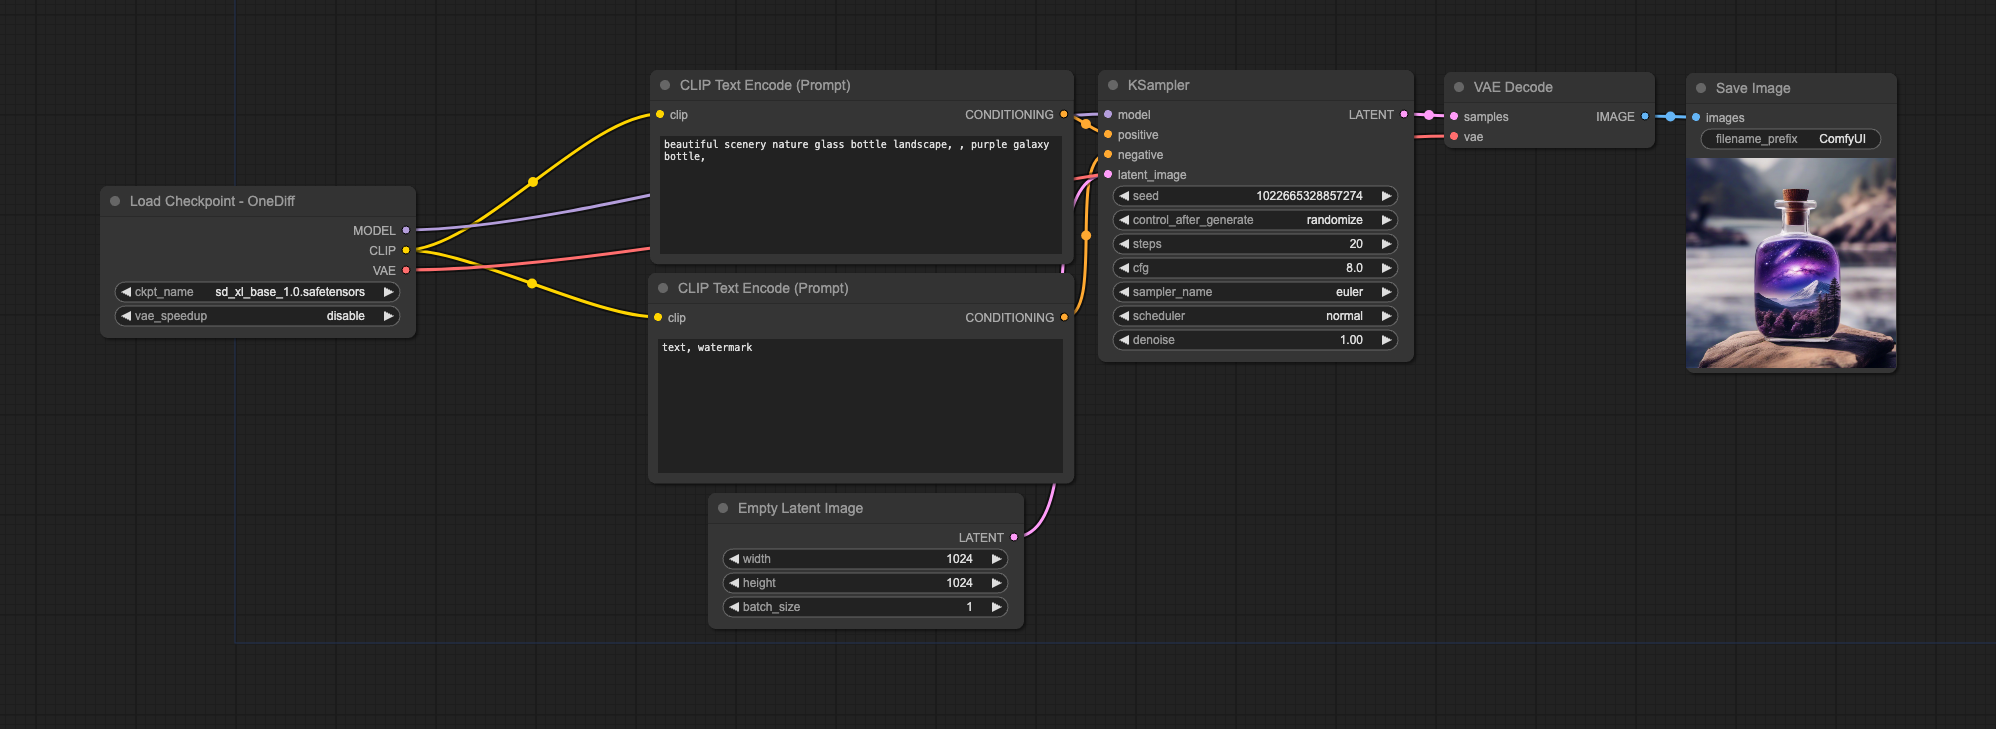 Load Checkpoint - OneDiff
MODEL
CLIP
VAE
ckpt_name sd_xl_base_1.0.safetensors
vae_speedup disable
CLIP Text Encode (Prompt)
clip CONDITIONING
beautiful scenery nature glass bottle landscape, , purple galaxy
bottle,
CLIP Text Encode (Prompt)
clip CONDITIONING
text, watermark
Empty Latent Image
LATENT
width 1024
height 1024
batch_size 1
KSampler
model LATENT
positive
negative
latent_image
seed 1022665328857274
control_after_generate randomize
steps 20
cfg 8.0
sampler_name euler
scheduler normal
denoise 1.00
VAE Decode
samples IMAGE
vae
Save Image
images
filename_prefix ComfyUI